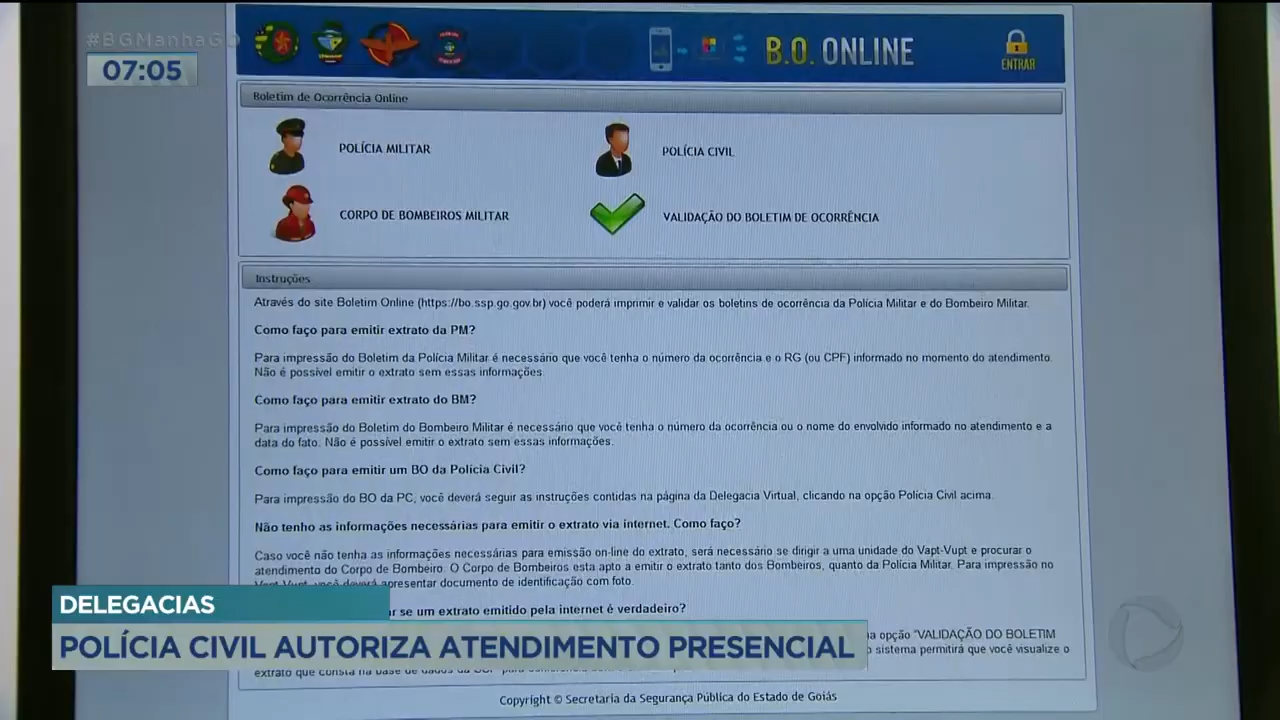 #BGManhaGO
07:05
B.O. ONLINE
ENTRAR
Boletim de Ocorrência Online
POLÍCIA MILITAR
POLÍCIA CIVIL
CORPO DE BOMBEIROS MILITAR
VALIDAÇÃO DO BOLETIM DE OCORRÊNCIA
Instruções
Através do site Boletim Online (https://bo.ssp.go.gov.br) você poderá imprimir e validar os boletins de ocorrência da Polícia Militar e do Bombeiro Militar.
Como faço para emitir extrato da PM?
Para impressão do Boletim da Polícia Militar é necessário que você tenha o número da ocorrência e o RG (ou CPF) informado no momento do atendimento.
Não é possível emitir o extrato sem essas informações.
Como faço para emitir extrato do BM?
Para impressão do Boletim do Bombeiro Militar é necessário que você tenha o número da ocorrência ou o nome do envolvido informado no atendimento e a
data do fato. Não é possível emitir o extrato sem essas informações.
Como faço para emitir um BO da Polícia Civil?
Para impressão do BO da PC, você deverá seguir as instruções contidas na página da Delegacia Virtual, clicando na opção Polícia Civil acima.
Não tenho as informações necessárias para emitir o extrato via internet. Como faço?
Caso você não tenha as informações necessárias para emissão on-line do extrato, será necessário se dirigir a uma unidade do Vapt-Vupt e procurar o
atendimento do Corpo de Bombeiro. O Corpo de Bombeiros esta apto a emitir o extrato tanto dos Bombeiros, quanto da Polícia Militar. Para impressão no
Vapt-Vupt, você deverá apresentar documento de identificação com foto.
se um extrato emitido pela internet é verdadeiro?
opção "VALIDAÇÃO DO BOLETIM
sistema permitirá que você visualize o
extrato que consta na base de dados da
DELEGACIAS
POLÍCIA CIVIL AUTORIZA ATENDIMENTO PRESENCIAL
Copyright © Secretaria da Segurança Pública do Estado de Goiás